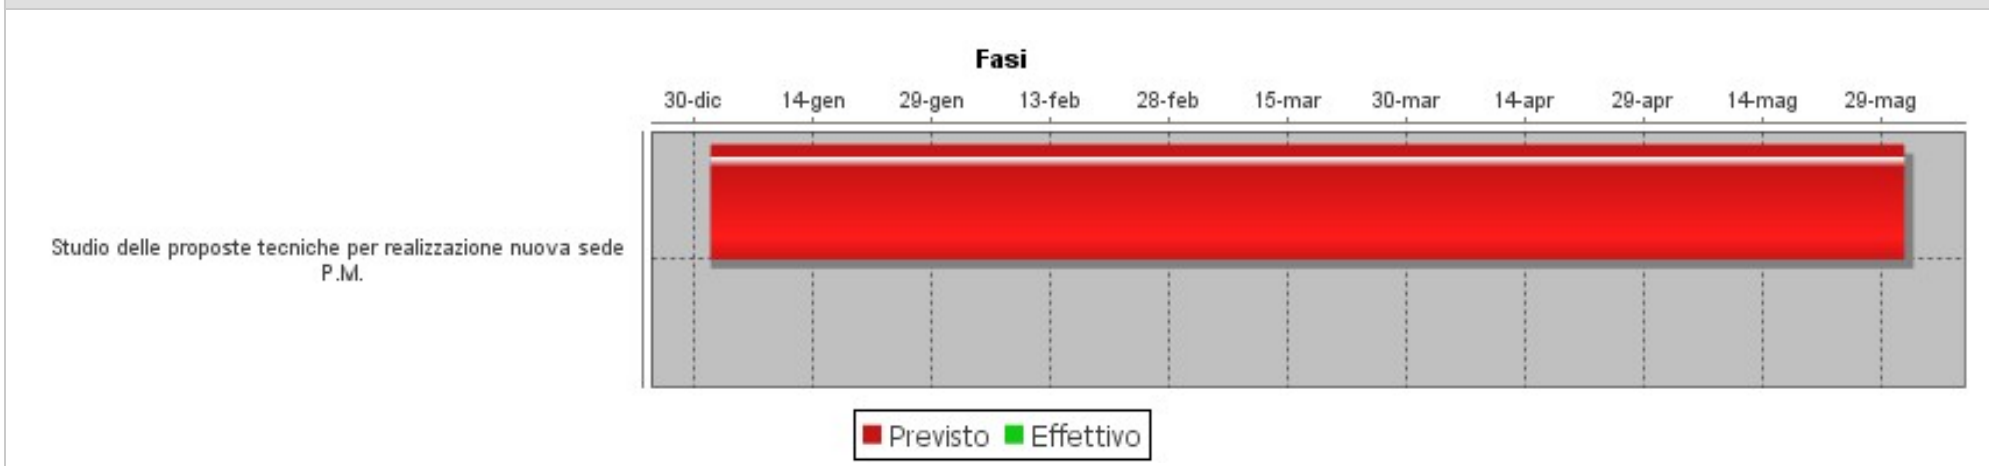 Fasi
30-dic 14-gen 29-gen 13-feb 28-feb 15-mar 30-mar 14-apr 29-apr 14-mag 29-mag
Studio delle proposte tecniche per realizzazione nuova sede
P.M.
Previsto Effettivo